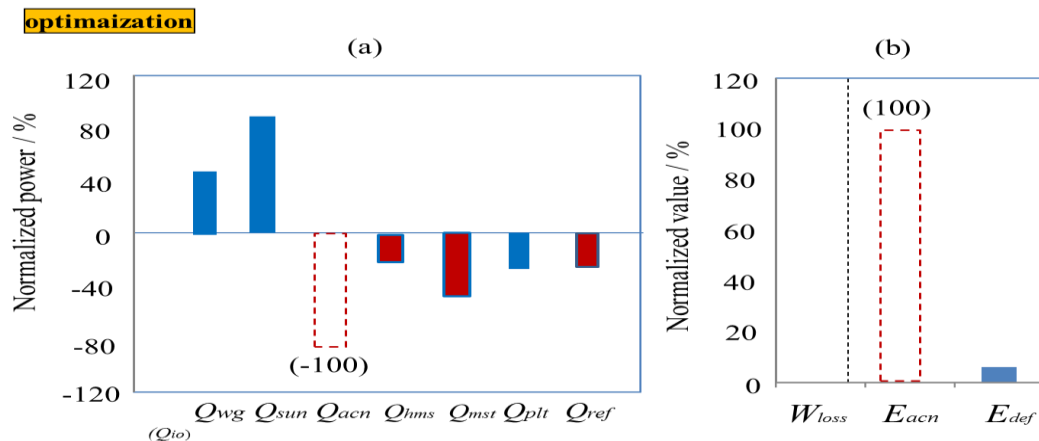 optimaization
(a)
Normalized power / %
120
80
40
0
-40
-80
-120
(-100)
Qwg Qsun Qacn Qhms Qmst Qplt Qref
(Qio)
(b)
Normalized value / %
120
100
80
60
40
20
0
(100)
Wloss Eacn Edef